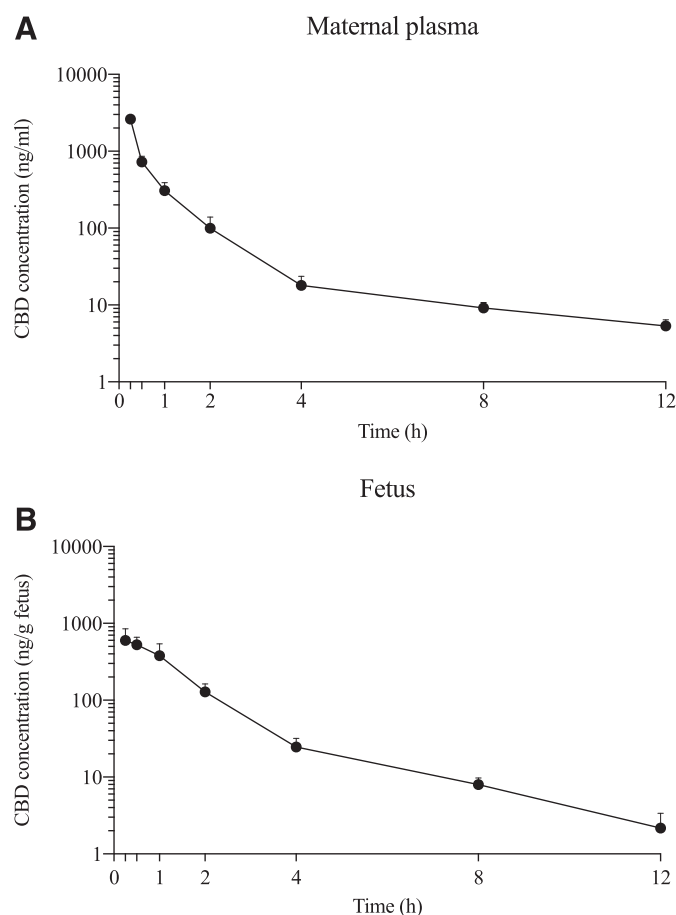 A
Maternal plasma
CBD concentration (ng/ml)
10000
1000
100
10
1
0 1 2 4 8 12
Time (h)
B
Fetus
CBD concentration (ng/g fetus)
10000
1000
100
10
1
0 1 2 4 8 12
Time (h)